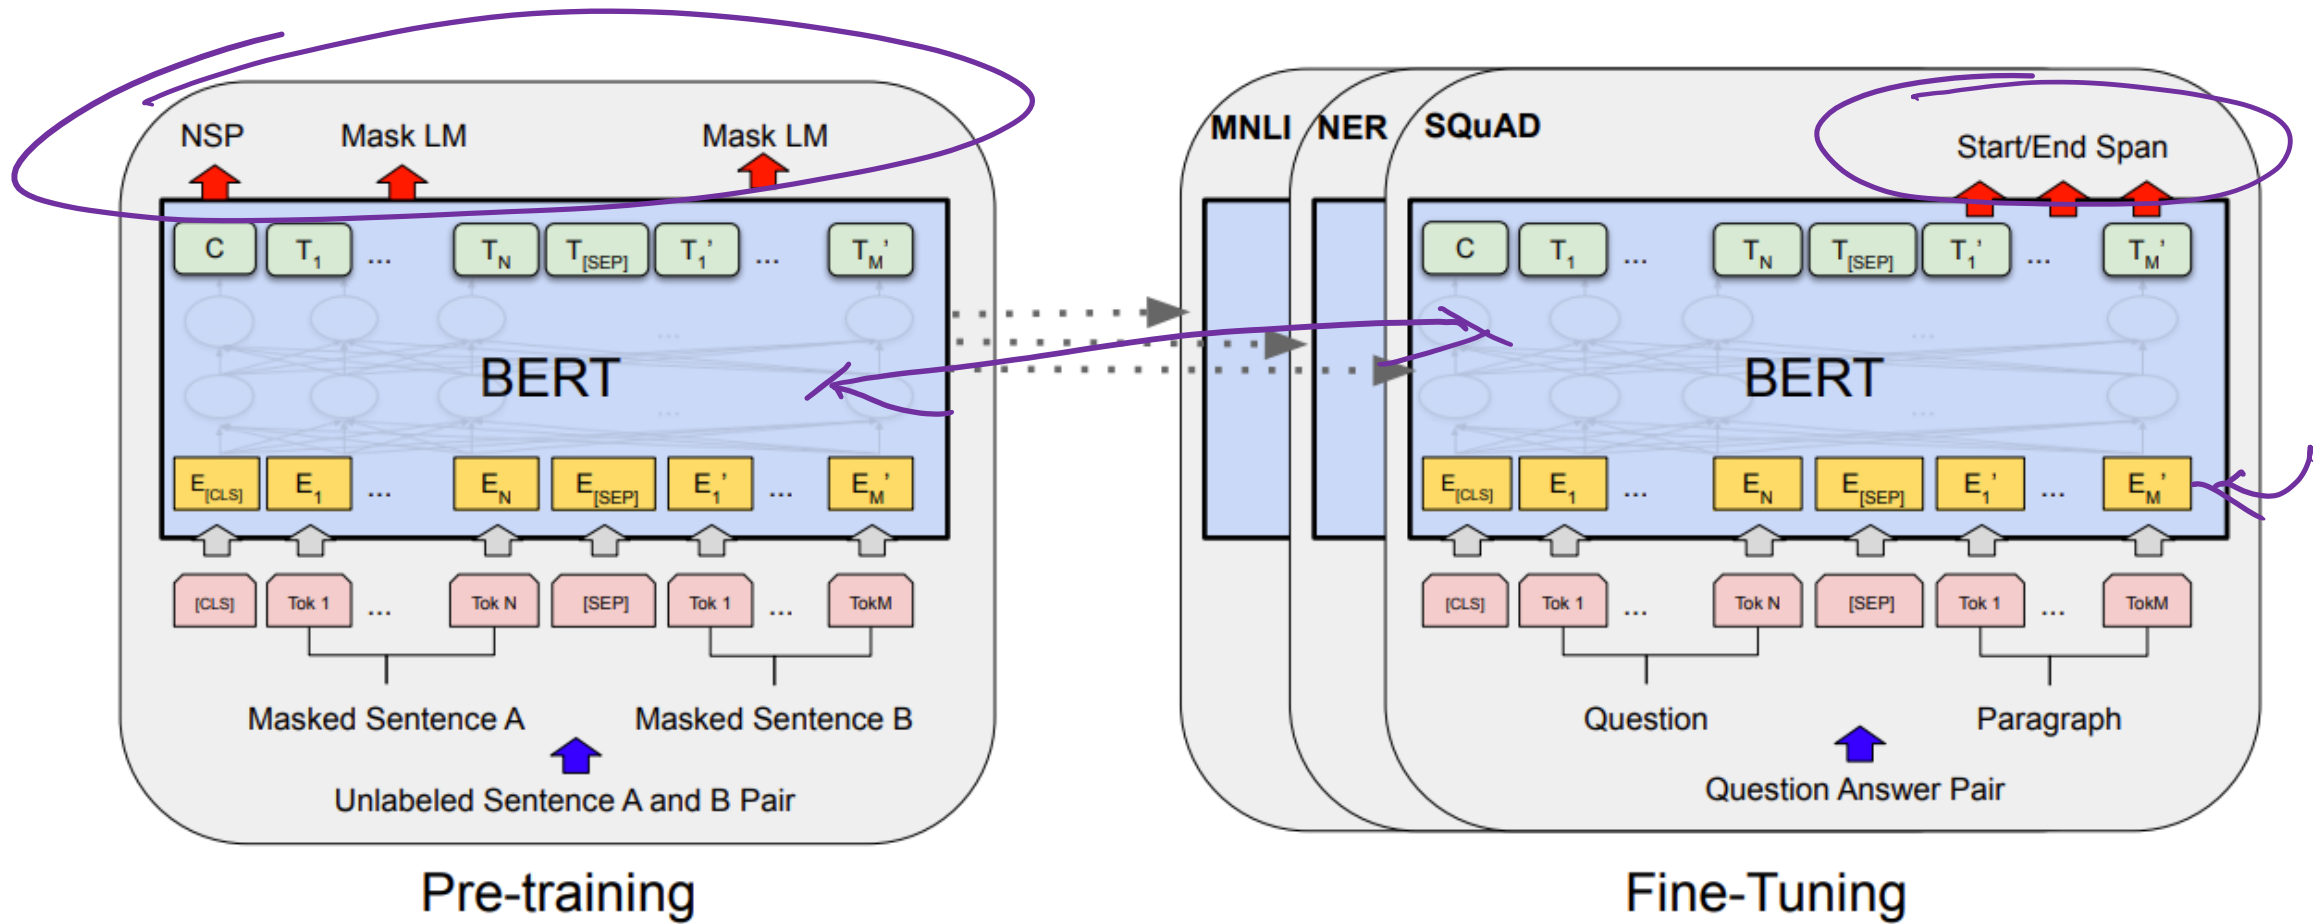 NSP Mask LM Mask LM
C T1 ... TN T[SEP] T1’ ... TM’
BERT
E[CLS] E1 ... EN E[SEP] E1’ ... EM’
[CLS] Tok 1 ... Tok N [SEP] Tok 1 ... TokM
Masked Sentence A Masked Sentence B
Unlabeled Sentence A and B Pair
Pre-training
MNLI NER SQuAD
Start/End Span
C T1 ... TN T[SEP] T1’ ... TM’
BERT
E[CLS] E1 ... EN E[SEP] E1’ ... EM’
[CLS] Tok 1 ... Tok N [SEP] Tok 1 ... TokM
Question Paragraph
Question Answer Pair
Fine-Tuning